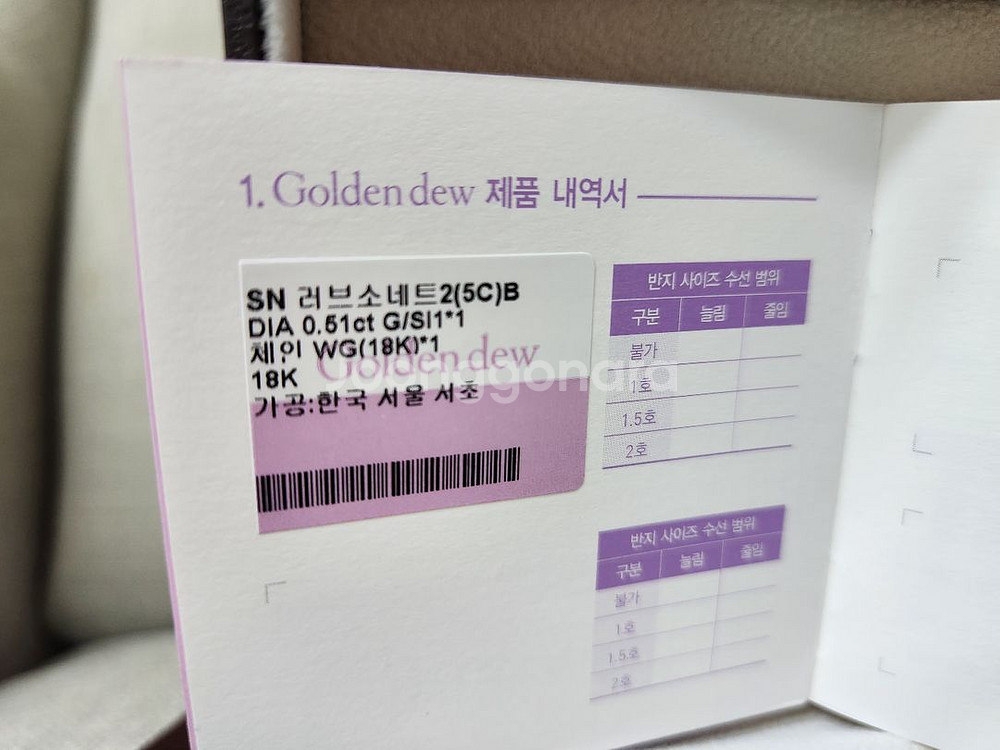 1. Golden dew 제품 내역서
SN 러브소네트2(5C)B
DIA 0.51ct G/SI1*1
체인 WG(18K)*1
Golden dew
18K
가공:한국 서울 서초
joonggonara
반지 사이즈 수선 범위
구분 늘림 줄임
불가
1호
1.5호
2호
반지 사이즈 수선 범위
구분 늘림 줄임
불가
1호
1.5호
2호